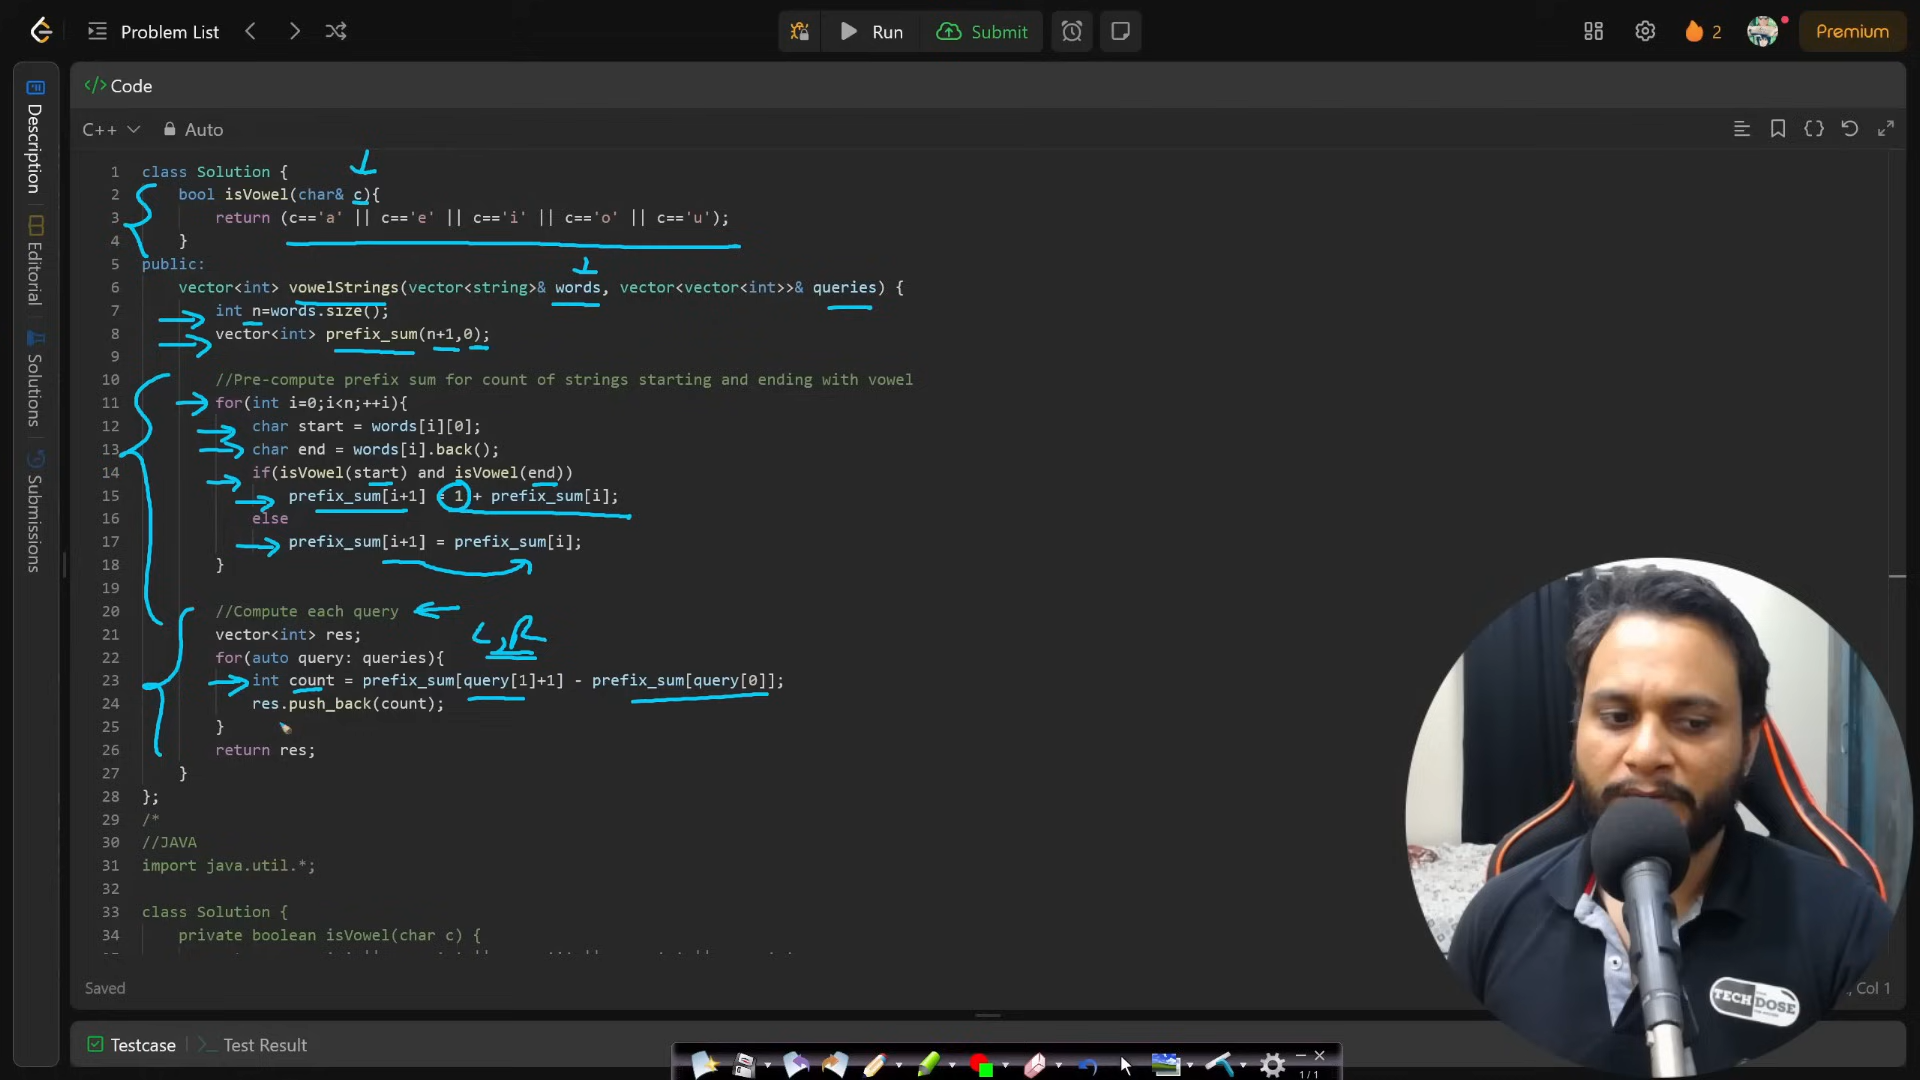 Problem List
Run
Submit
2
Premium
Description
Editorial
Solutions
Submissions
</> Code
C++ Auto
1 class Solution {
2 bool isVowel(char& c){
3 return (c=='a' || c=='e' || c=='i' || c=='o' || c=='u');
4 }
5 public:
6 vector<int> vowelStrings(vector<string>& words, vector<vector<int>>& queries) {
7 int n=words.size();
8 vector<int> prefix_sum(n+1,0);
9
10 //Pre-compute prefix sum for count of strings starting and ending with vowel
11 for(int i=0;i<n;++i){
12 char start = words[i][0];
13 char end = words[i].back();
14 if(isVowel(start) and isVowel(end))
15 prefix_sum[i+1] = 1 + prefix_sum[i];
16 else
17 prefix_sum[i+1] = prefix_sum[i];
18 }
19
20 //Compute each query
21 vector<int> res;
L,R
22 for(auto query: queries){
23 int count = prefix_sum[query[1]+1] - prefix_sum[query[0]];
24 res.push_back(count);
25 }
26 return res;
27 }
28 };
29 /*
30 //JAVA
31 import java.util.*;
32
33 class Solution {
34 private boolean isVowel(char c) {
Saved
, Col 1
TECH DOSE
Testcase
Test Result
1/1